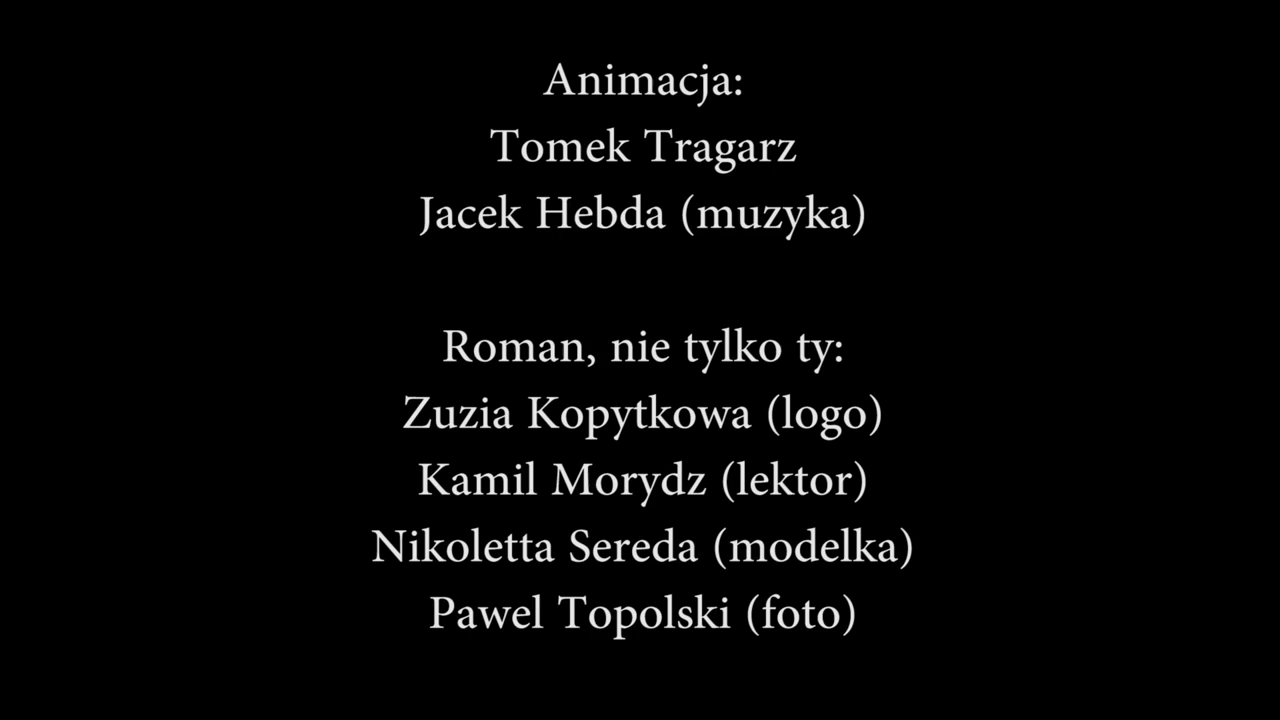 Animacja:
Tomek Tragarz
Jacek Hebda (muzyka)
Roman, nie tylko ty:
Zuzia Kopytkowa (logo)
Kamil Morydz (lektor)
Nikoletta Sereda (modelka)
Pawel Topolski (foto)